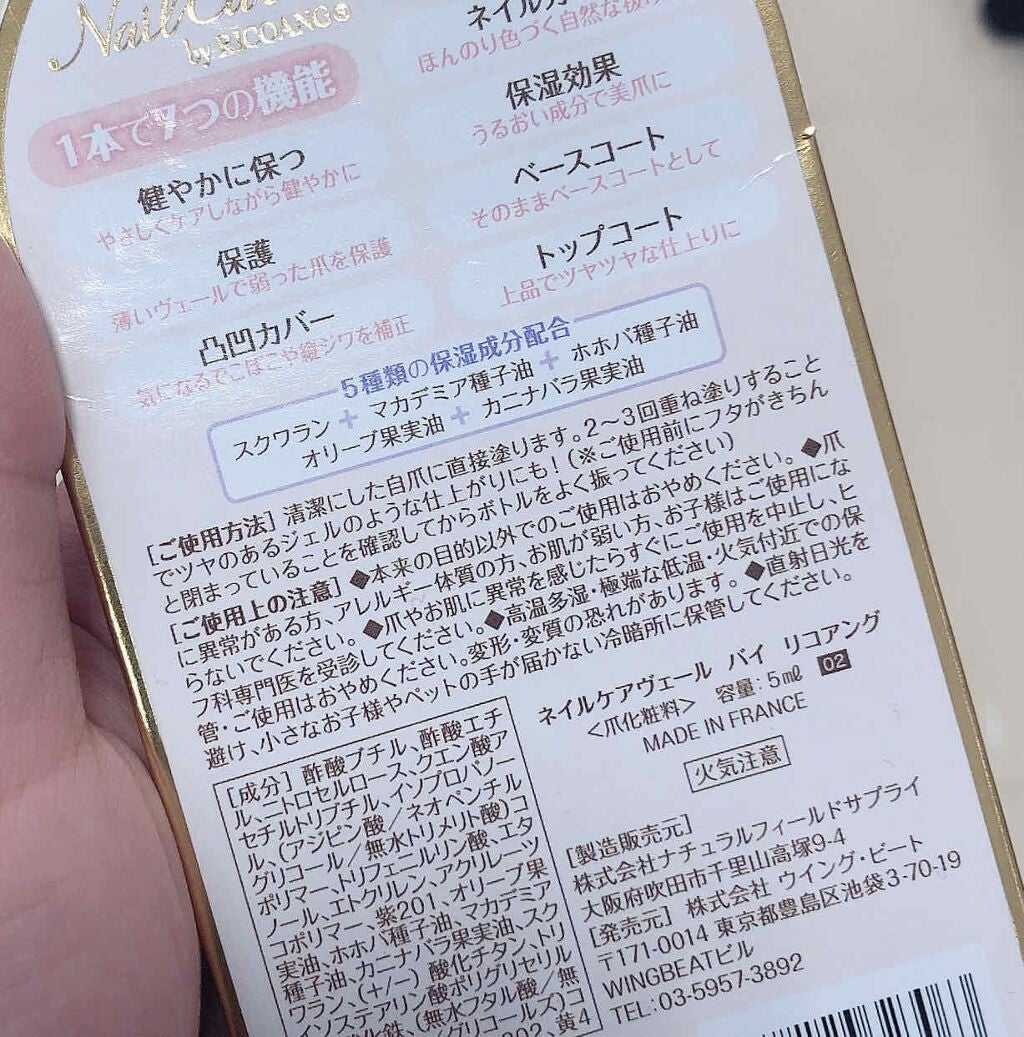 Nail
by RICOANGO®
1本で7つの機能
健やかに保つ
やさしくケアしながら健やかに
保護
薄いヴェールで弱った爪を保護
凸凹カバー
気になるでこぼこや縦ジワを補正
ネイルカ
ほんのり色づく自然な
保湿効果
うるおい成分で美爪に
ベースコート
そのままベースコートとして
トップコート
上品でツヤツヤな仕上りに
5種類の保湿成分配合
スクワラン+マカデミア種子油+ホホバ種子油
オリーブ果実油+カニナバラ果実油
[ご使用方法] 清潔にした自爪に直接塗ります。2〜3回重ね塗りすること
でツヤのあるジェルのような仕上がりにも!(※ご使用前にフタがきちん
と閉まっていることを確認してからボトルをよく振ってください)
[ご使用上の注意] ◆本来の目的以外でのご使用はおやめください。◆爪
に異常がある方、アレルギー体質の方、お肌が弱い方、お子様はご使用にな
らないでください。◆爪やお肌に異常を感じたらすぐにご使用を中止し、ヒ
フ科専門医を受診してください。◆高温多湿・極端な低温・火気付近での保
管・ご使用はおやめください。変形・変質の恐れがあります。◆直射日光を
避け、小さなお子様やペットの手が届かない冷暗所に保管してください。
[成分] 酢酸ブチル、酢酸エチ
ル、ニトロセルロース、クエン酸ア
セチルトリブチル、イソプロパノー
ル、(アジピン酸/ネオペンチル
グリコール/無水トリメリト酸)コ
ポリマー、トリフェニルリン酸、エタ
ノール、エトクリレン、アクリレーツ
コポリマー、紫201、オリーブ果
実油、ホホバ種子油、マカデミア
種子油、カニナバラ果実油、スク
ワラン、(+/−) 酸化チタン、トリ
イソステアリン酸ポリグリセリル
化鉄、(無水フタル酸/無
グリコールズ)コ
02、黄4
ネイルケアヴェール バイ リコアング
<爪化粧料> 容量:5㎖ 02
MADE IN FRANCE
火気注意
[製造販売元]
株式会社ナチュラルフィールドサプライ
大阪府吹田市千里山高塚9-4
[発売元] 株式会社 ウイング・ビート
〒171-0014 東京都豊島区池袋3-70-19
WINGBEATビル
TEL:03-5957-3892